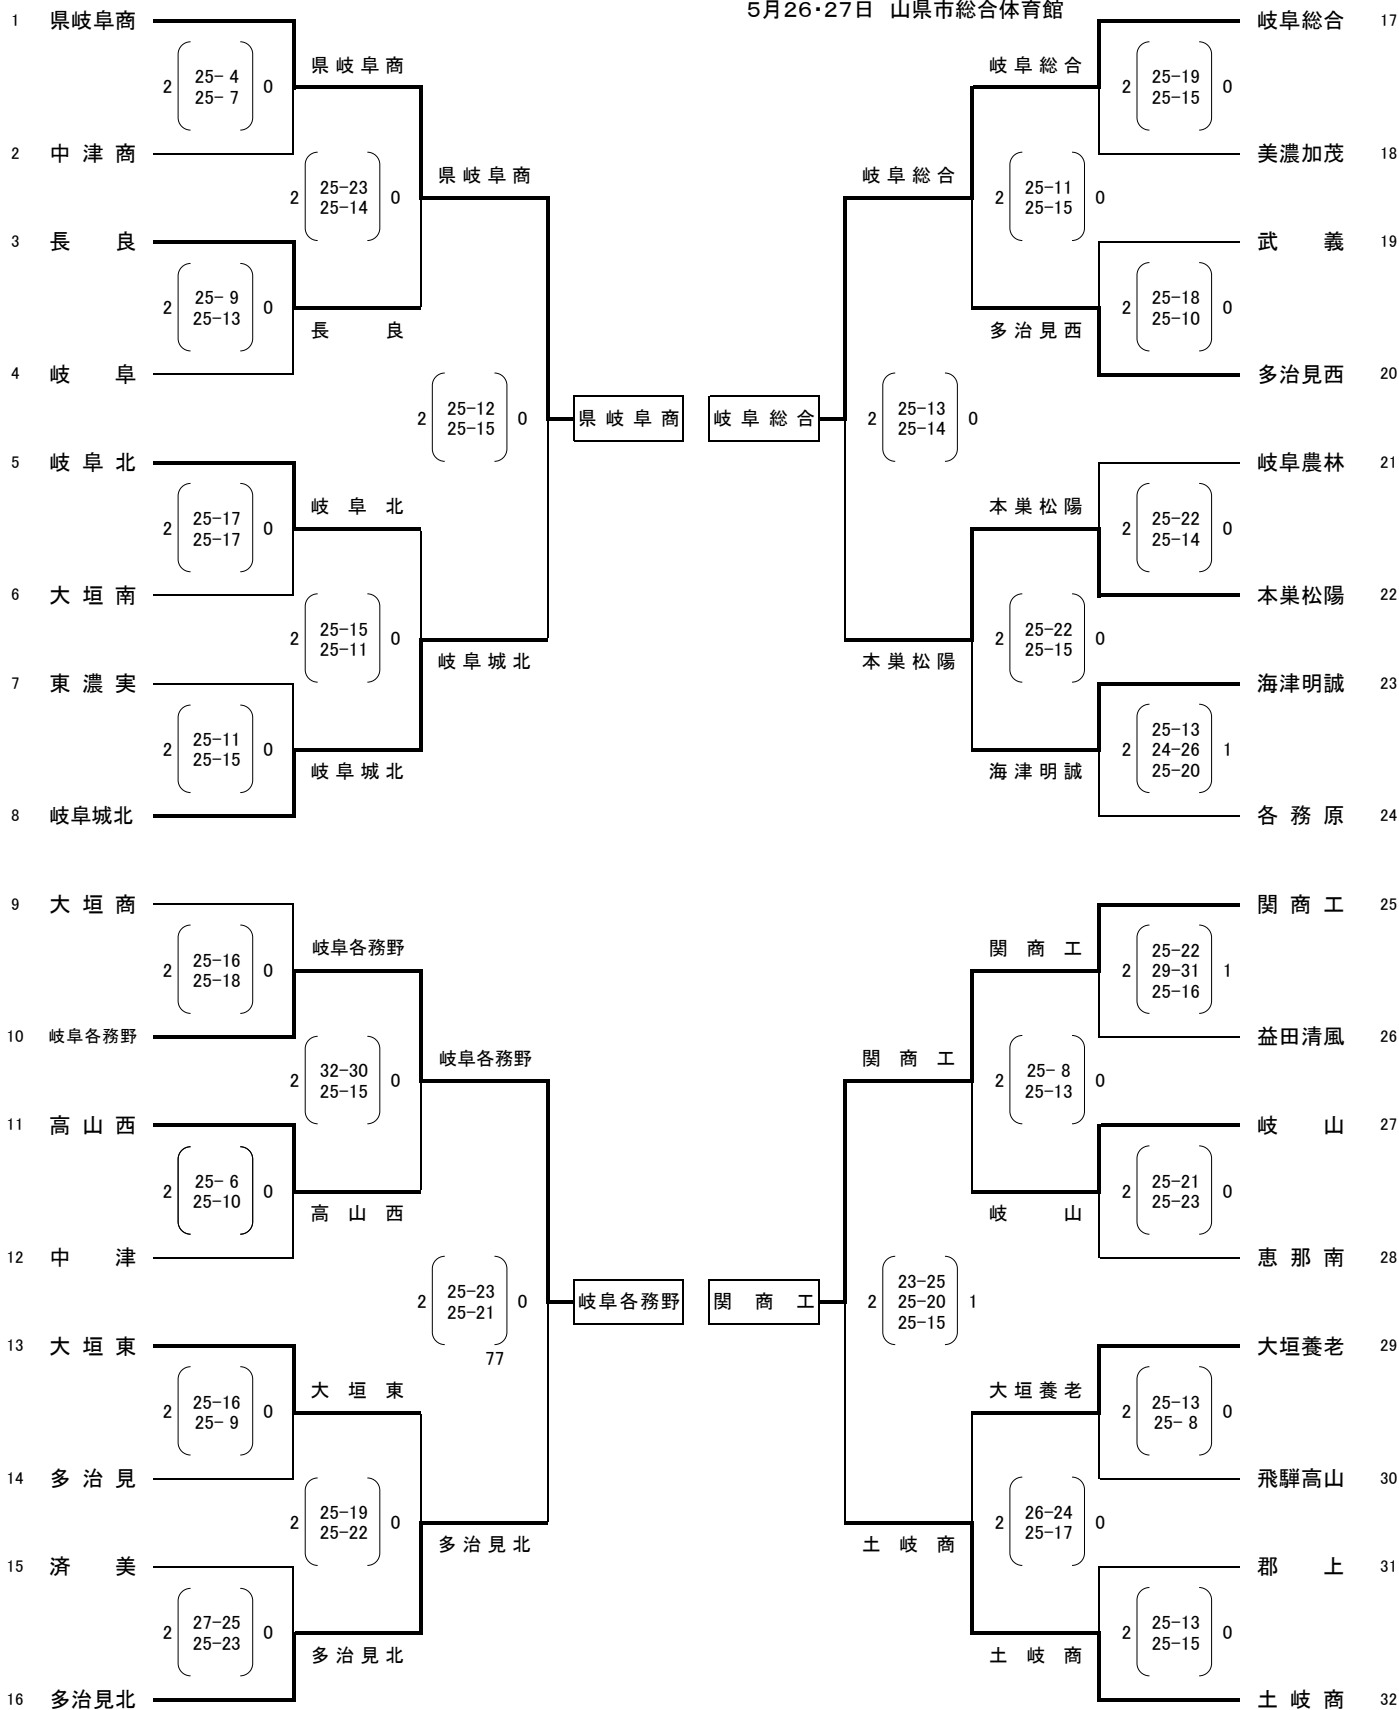 5月26・27日 山県市総合体育館
1 県岐阜商
2 ( 25- 4 25- 7 ) 0
県岐阜商
2 中津商
2 ( 25-23 25-14 ) 0
県岐阜商
3 長良
2 ( 25- 9 25-13 ) 0
長良
4 岐阜
2 ( 25-12 25-15 ) 0
県岐阜商
5 岐阜北
2 ( 25-17 25-17 ) 0
岐阜北
6 大垣南
2 ( 25-15 25-11 ) 0
岐阜城北
7 東濃実
2 ( 25-11 25-15 ) 0
岐阜城北
8 岐阜城北
9 大垣商
2 ( 25-16 25-18 ) 0
岐阜各務野
10 岐阜各務野
2 ( 32-30 25-15 ) 0
岐阜各務野
11 高山西
2 ( 25- 6 25-10 ) 0
高山西
12 中津
2 ( 25-23 25-21 ) 0
77
岐阜各務野
13 大垣東
2 ( 25-16 25- 9 ) 0
大垣東
14 多治見
2 ( 25-19 25-22 ) 0
多治見北
15 済美
2 ( 27-25 25-23 ) 0
多治見北
16 多治見北
岐阜総合 17
2 ( 25-19 25-15 ) 0
岐阜総合
美濃加茂 18
2 ( 25-11 25-15 ) 0
岐阜総合
武義 19
2 ( 25-18 25-10 ) 0
多治見西
多治見西 20
2 ( 25-13 25-14 ) 0
岐阜総合
岐阜農林 21
2 ( 25-22 25-14 ) 0
本巣松陽
本巣松陽 22
2 ( 25-22 25-15 ) 0
本巣松陽
海津明誠 23
2 ( 25-13 24-26 25-20 ) 1
海津明誠
各務原 24
関商工 25
2 ( 25-22 29-31 25-16 ) 1
関商工
益田清風 26
2 ( 25- 8 25-13 ) 0
関商工
岐山 27
2 ( 25-21 25-23 ) 0
岐山
恵那南 28
2 ( 23-25 25-20 25-15 ) 1
関商工
大垣養老 29
2 ( 25-13 25- 8 ) 0
大垣養老
飛騨高山 30
2 ( 26-24 25-17 ) 0
土岐商
郡上 31
2 ( 25-13 25-15 ) 0
土岐商
土岐商 32